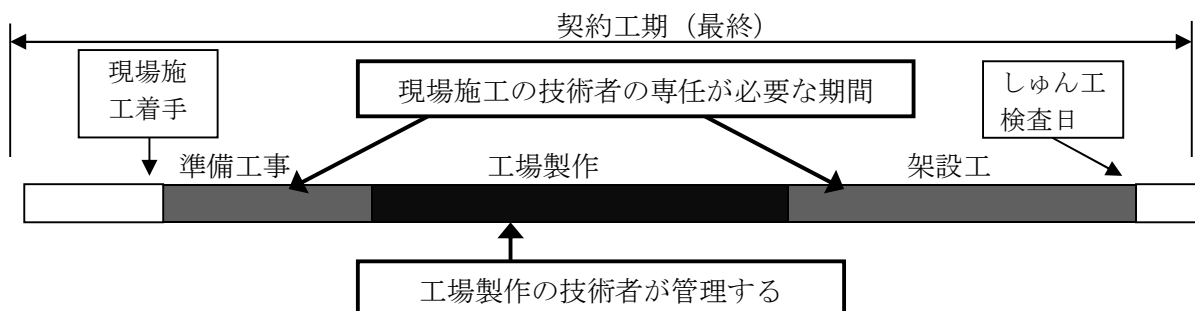 契約工期（最終）
現場施
工着手
現場施工の技術者の専任が必要な期間
しゅん工
検査日
準備工事
工場製作
架設工
工場製作の技術者が管理する